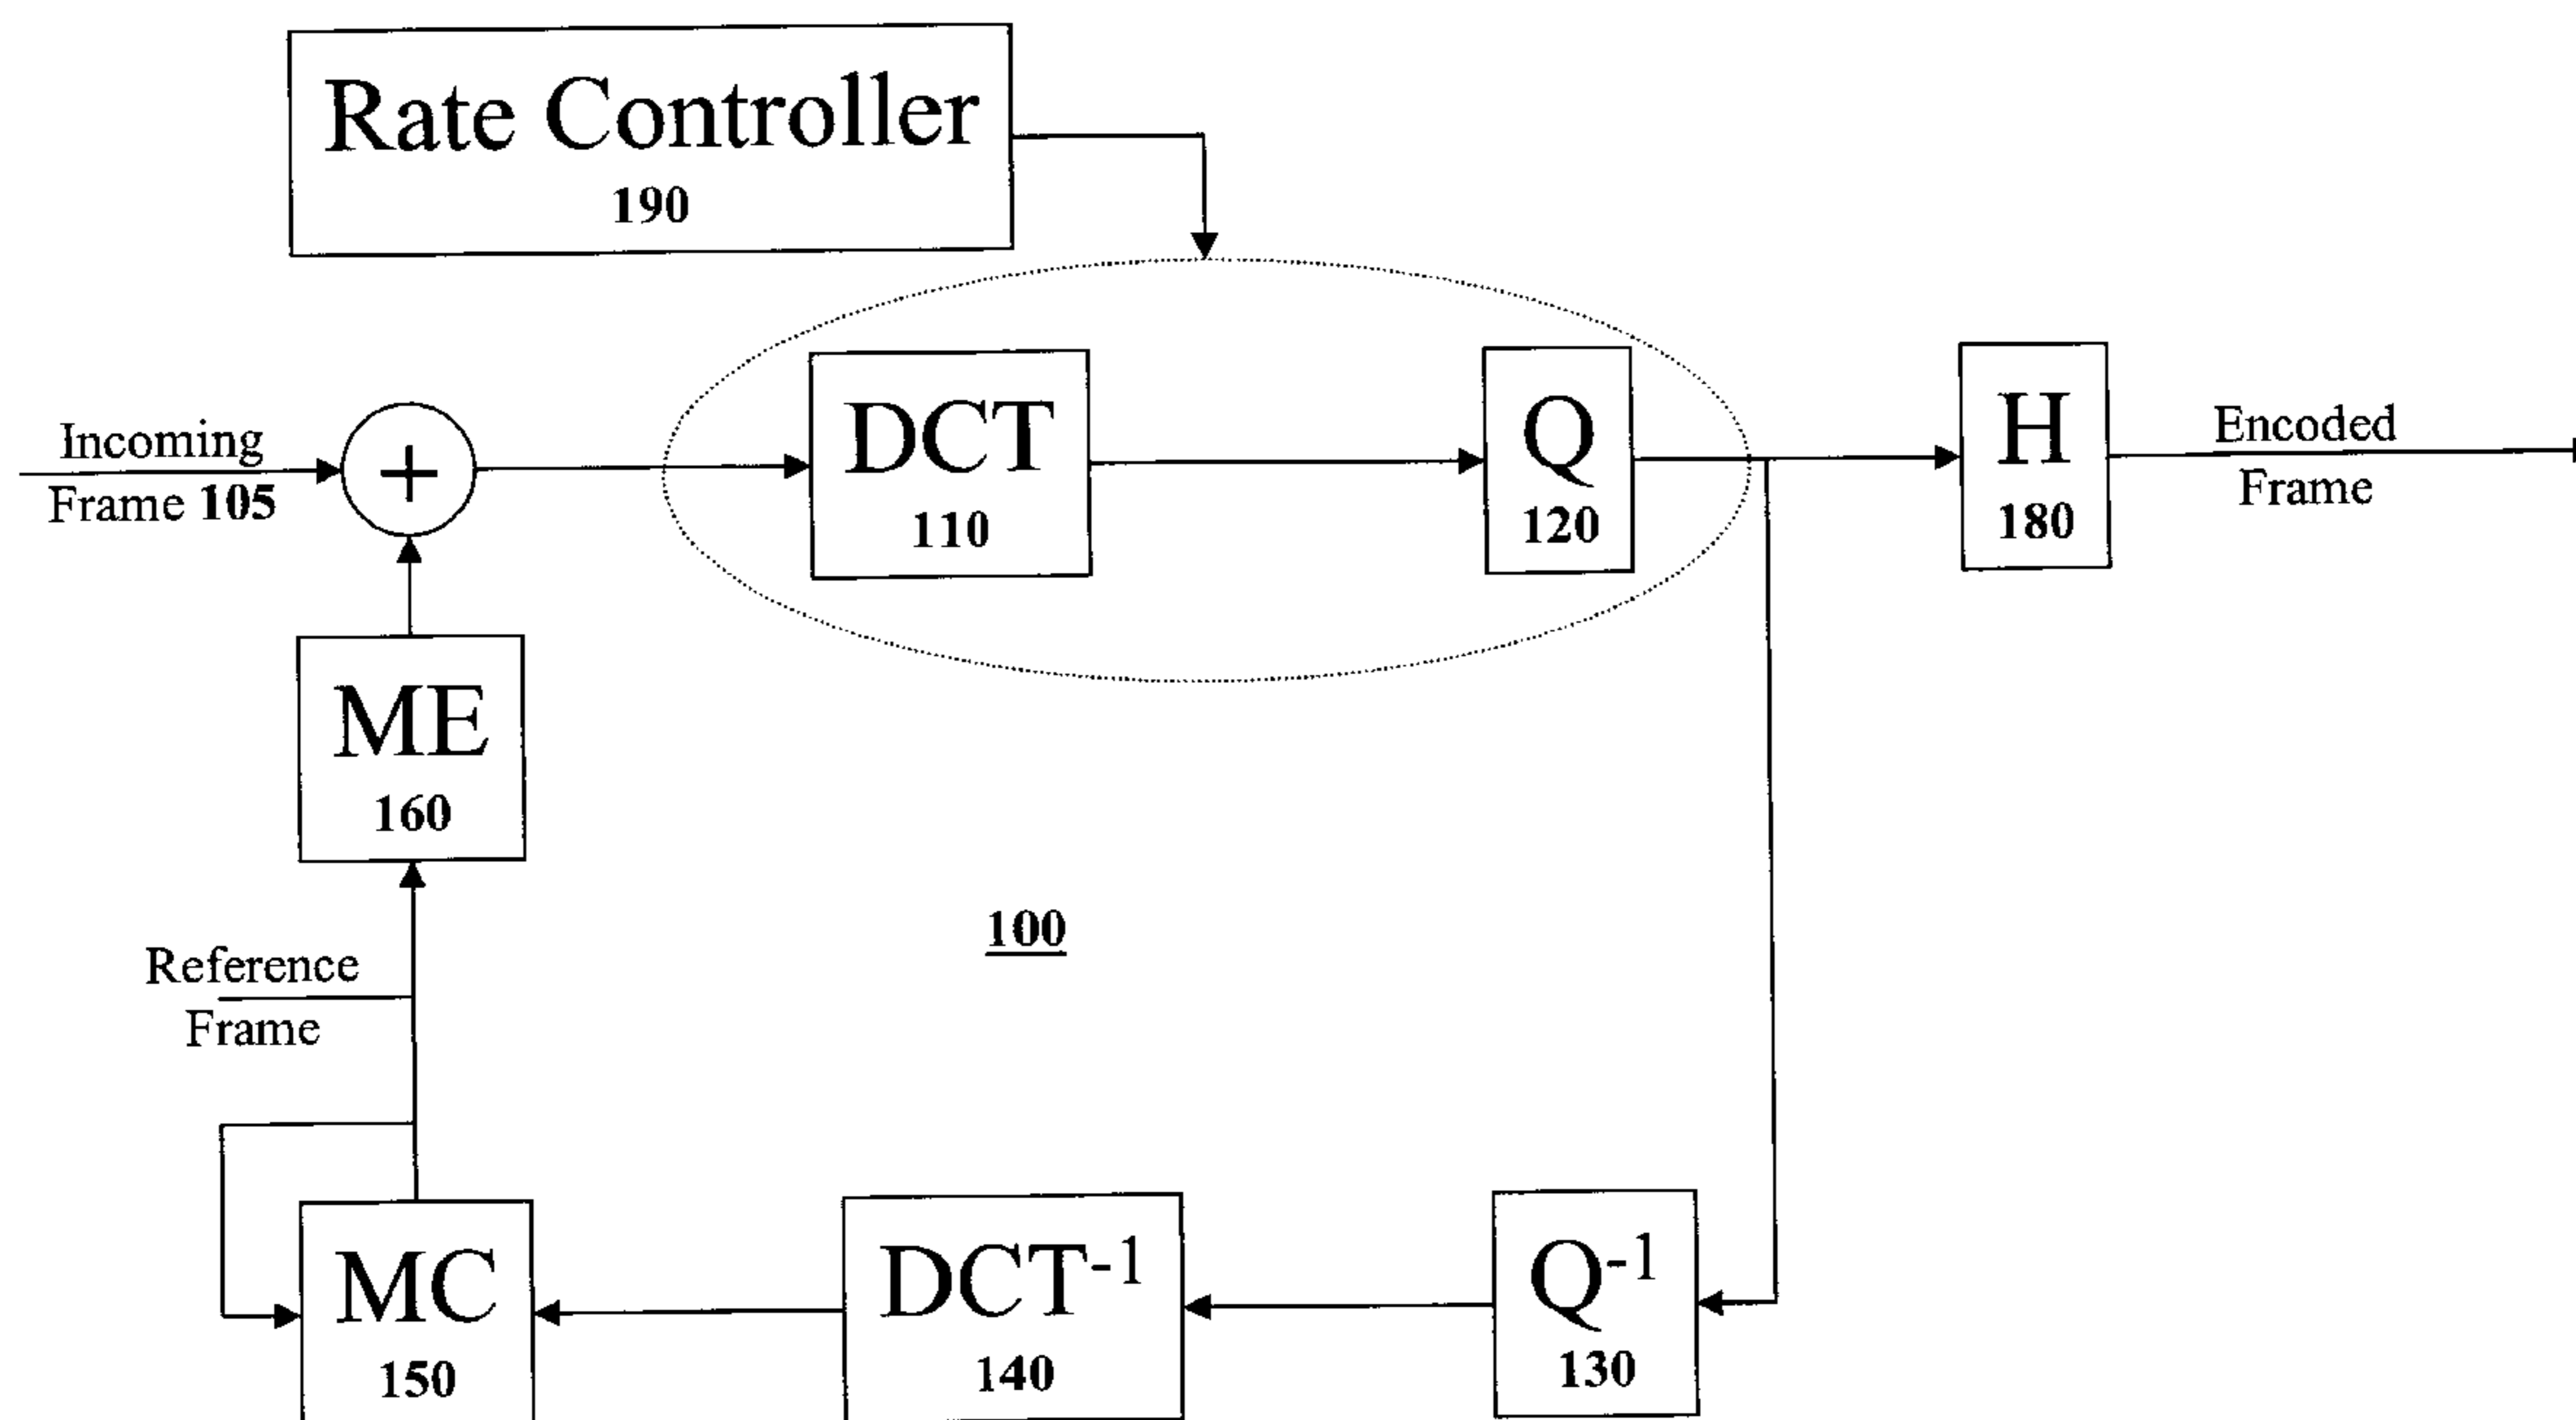 Rate Controller
190
Incoming
Frame 105
+
DCT
110
Q
120
H
180
Encoded
Frame
ME
160
100
Reference
Frame
MC
150
DCT-1
140
Q-1
130